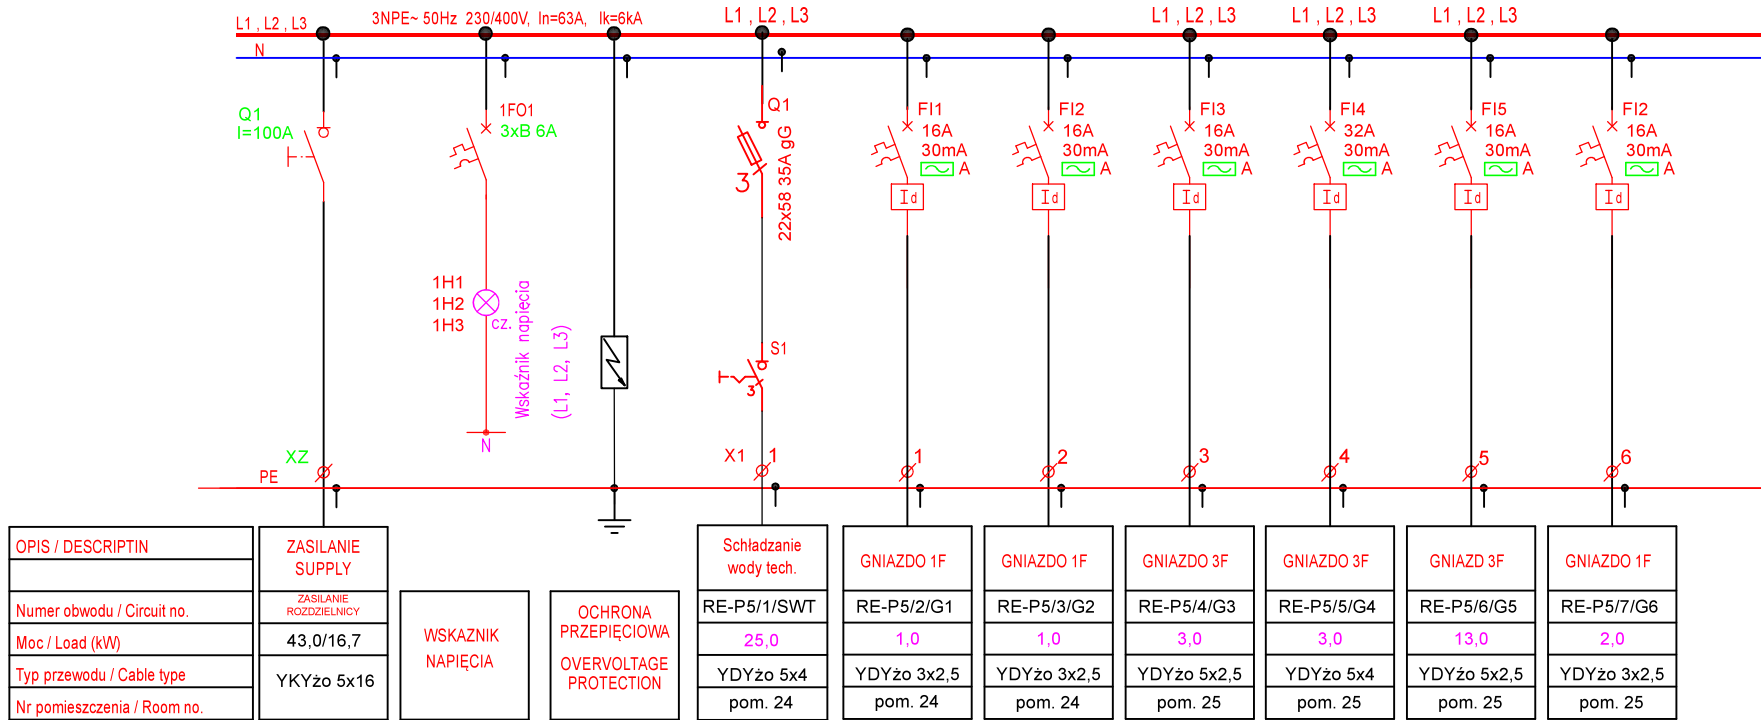 L1 , L2 , L3
3NPE~ 50Hz 230/400V, In=63A, Ik=6kA
L1 , L2 , L3
L1 , L2 , L3
L1 , L2 , L3
L1 , L2 , L3
N
Q1
I=100A
1FO1
3xB 6A
Q1
3
22x58 35A gG
FI1
16A
30mA
A
Id
FI2
16A
30mA
A
Id
FI3
16A
30mA
A
Id
FI4
32A
30mA
A
Id
FI5
16A
30mA
A
Id
FI2
16A
30mA
A
Id
1H1
1H2
1H3
cz.
Wskaźnik napięcia
(L1, L2, L3)
N
S1
3
XZ
PE
X1
1
1
2
3
4
5
6
OPIS / DESCRIPTIN
Numer obwodu / Circuit no.
Moc / Load (kW)
Typ przewodu / Cable type
Nr pomieszczenia / Room no.
ZASILANIE
SUPPLY
ZASILANIE
ROZDZIELNICY
43,0/16,7
YKYżo 5x16
WSKAZNIK
NAPIĘCIA
OCHRONA
PRZEPIĘCIOWA
OVERVOLTAGE
PROTECTION
Schładzanie
wody tech.
RE-P5/1/SWT
25,0
YDYżo 5x4
pom. 24
GNIAZDO 1F
RE-P5/2/G1
1,0
YDYżo 3x2,5
pom. 24
GNIAZDO 1F
RE-P5/3/G2
1,0
YDYżo 3x2,5
pom. 24
GNIAZDO 3F
RE-P5/4/G3
3,0
YDYżo 5x2,5
pom. 25
GNIAZDO 3F
RE-P5/5/G4
3,0
YDYżo 5x4
pom. 25
GNIAZD 3F
RE-P5/6/G5
13,0
YDYżo 5x2,5
pom. 25
GNIAZDO 1F
RE-P5/7/G6
2,0
YDYżo 3x2,5
pom. 25